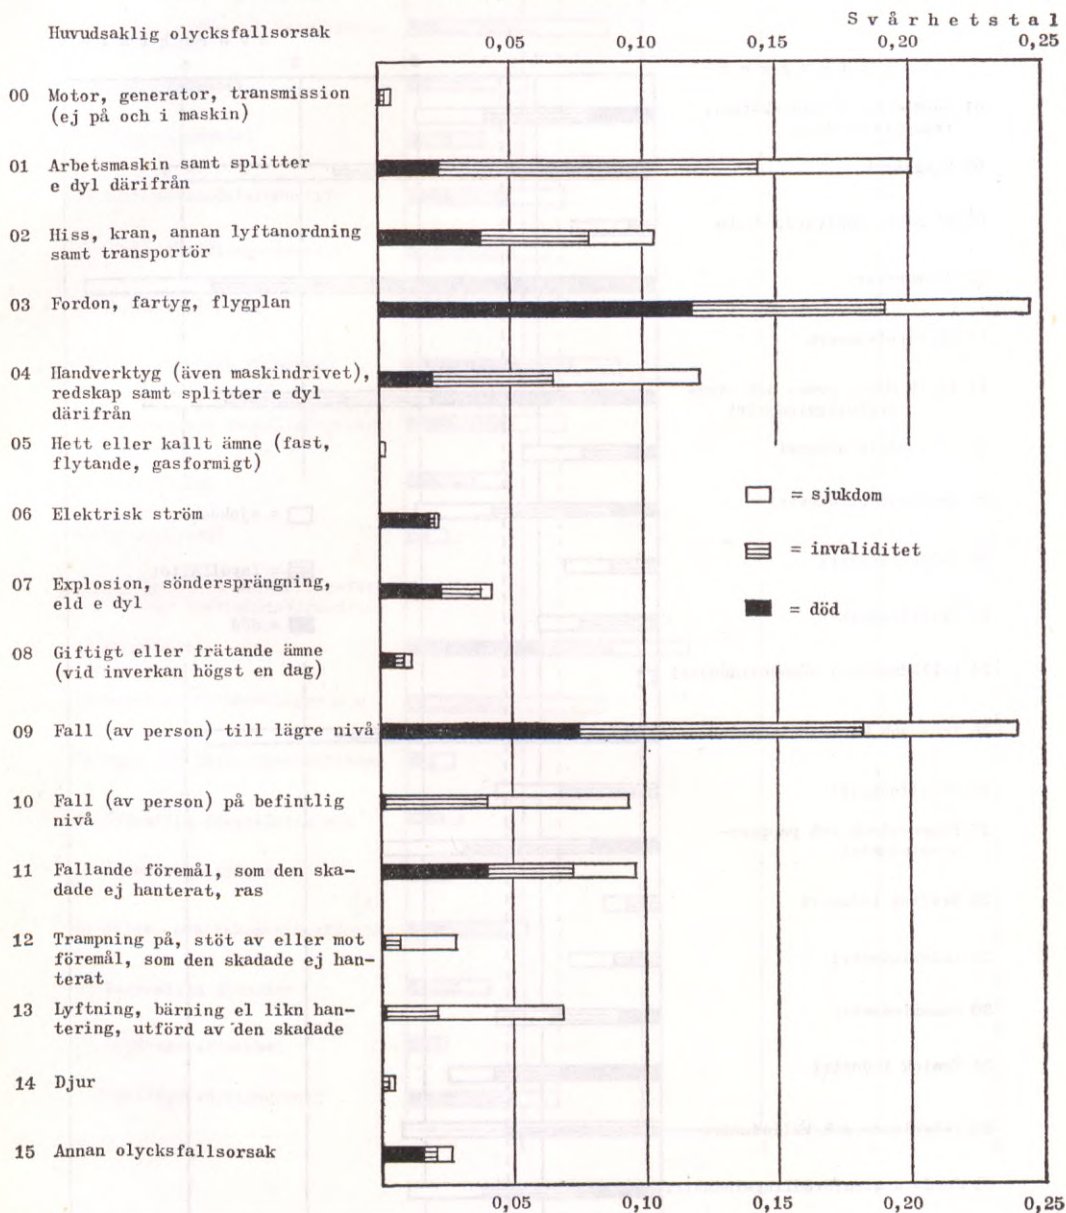 Svårhetstal
Huvudsaklig olycksfallsorsak
0,05 0,10 0,15 0,20 0,25
00 Motor, generator, transmission
(ej på och i maskin)
01 Arbetsmaskin samt splitter
e dyl därifrån
02 Hiss, kran, annan lyftanordning
samt transportör
03 Fordon, fartyg, flygplan
04 Handverktyg (även maskindrivet),
redskap samt splitter e dyl
därifrån
05 Hett eller kallt ämne (fast,
flytande, gasformigt)
06 Elektrisk ström
07 Explosion, söndersprängning,
eld e dyl
08 Giftigt eller frätande ämne
(vid inverkan högst en dag)
09 Fall (av person) till lägre nivå
10 Fall (av person) på befintlig
nivå
11 Fallande föremål, som den ska-
dade ej hanterat, ras
12 Trampning på, stöt av eller mot
föremål, som den skadade ej han-
terat
13 Lyftning, bärning el likn han-
tering, utförd av den skadade
14 Djur
15 Annan olycksfallsorsak
= sjukdom
= invaliditet
= död
0,05 0,10 0,15 0,20 0,25